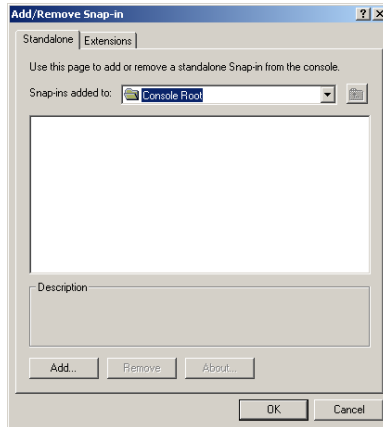 Add/Remove Snap-in
Standalone Extensions
Use this page to add or remove a standalone Snap-in from the console.
Snap-ins added to: Console Root
Description
Add... Remove About...
OK Cancel